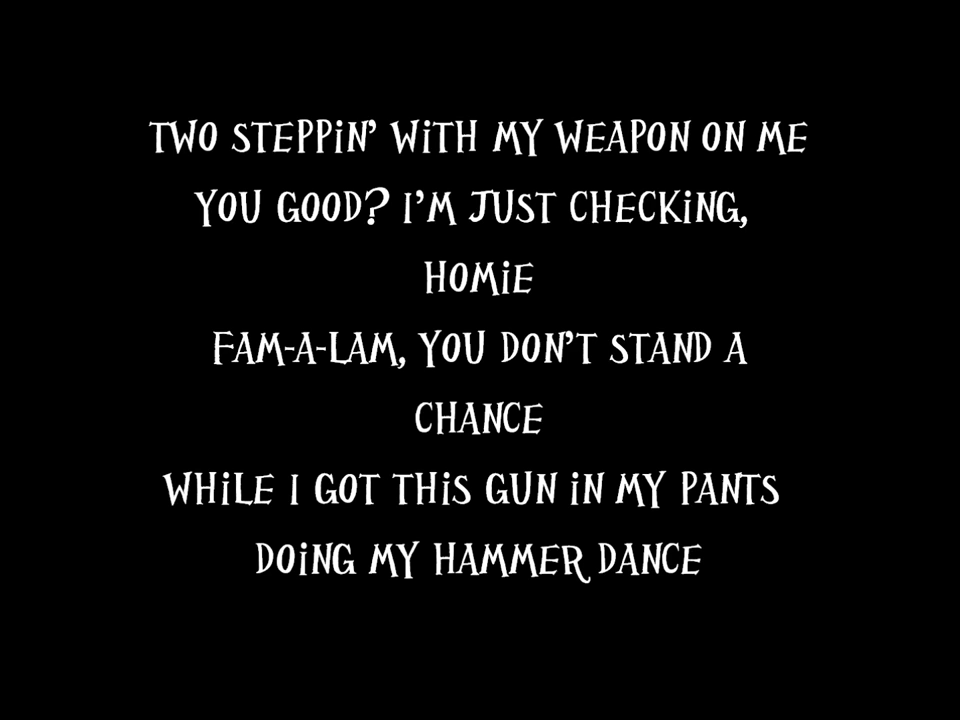 TWO STEPPiN' WiTH MY WEAPON ON ME
YOU GOOD? I'M JUST CHECKiNG,
HOMiE
FAM-A-LAM, YOU DON'T STAND A
CHANCE
WHiLE I GOT THiS GUN iN MY PANTS
DOiNG MY HAMMER DANCE